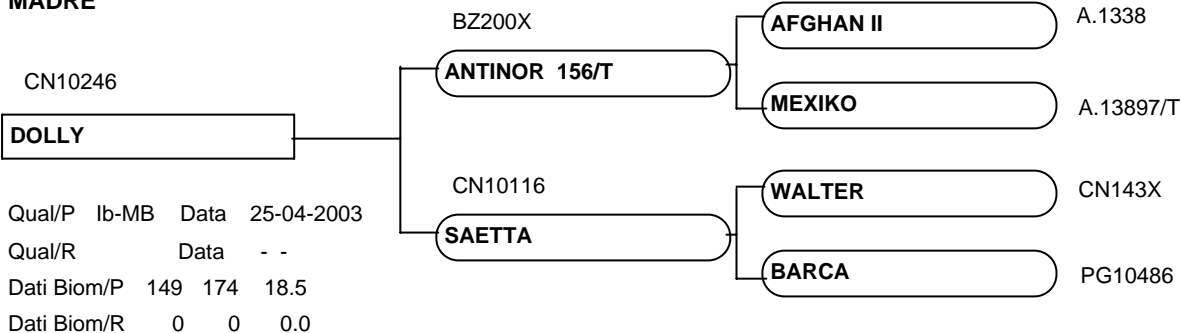 MADRE
BZ200X
AFGHAN II
A.1338
CN10246
ANTINOR 156/T
MEXIKO
A.13897/T
DOLLY
CN10116
WALTER
CN143X
Qual/P Ib-MB Data 25-04-2003
SAETTA
Qual/R Data - -
BARCA
PG10486
Dati Biom/P 149 174 18.5
Dati Biom/R 0 0 0.0